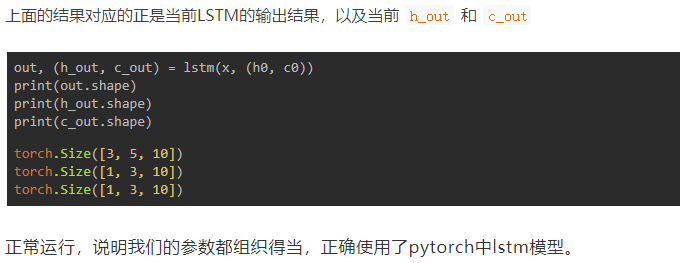 上面的结果对应的正是当前LSTM的输出结果，以及当前 h_out 和 c_out
out, (h_out, c_out) = lstm(x, (h0, c0))
print(out.shape)
print(h_out.shape)
print(c_out.shape)
torch.Size([3, 5, 10])
torch.Size([1, 3, 10])
torch.Size([1, 3, 10])
正常运行，说明我们的参数都组织得当，正确使用了pytorch中lstm模型。